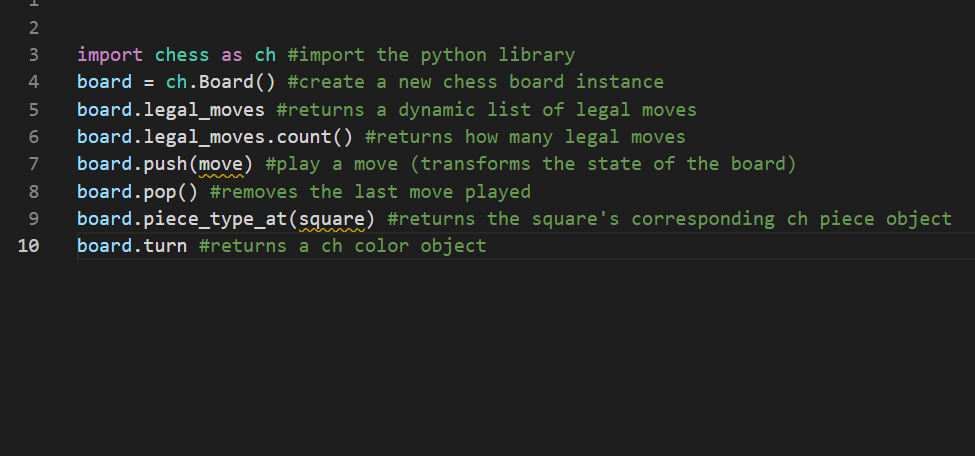 1
2
3 import chess as ch #import the python library
4 board = ch.Board() #create a new chess board instance
5 board.legal_moves #returns a dynamic list of legal moves
6 board.legal_moves.count() #returns how many legal moves
7 board.push(move) #play a move (transforms the state of the board)
8 board.pop() #removes the last move played
9 board.piece_type_at(square) #returns the square's corresponding ch piece object
10 board.turn #returns a ch color object